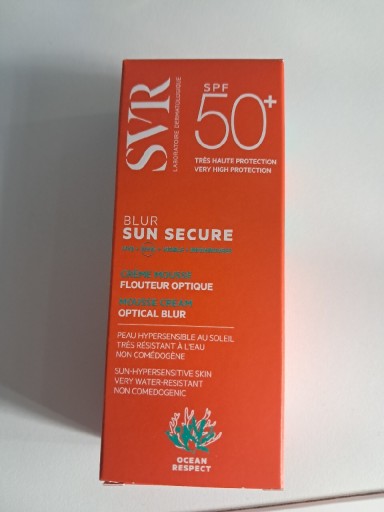 SVR
LABORATOIRE DERMATOLOGIQUE
SPF
50+
TRÈS HAUTE PROTECTION
VERY HIGH PROTECTION
BLUR
SUN SECURE
CRÈME MOUSSE
FLOUTEUR OPTIQUE
MOUSSE CREAM
OPTICAL BLUR
PEAU HYPERSENSIBLE AU SOLEIL
TRÈS RÉSISTANT À L'EAU
NON COMÉDOGÈNE
SUN-HYPERSENSITIVE SKIN
VERY WATER-RESISTANT
NON COMEDOGENIC
OCEAN
RESPECT